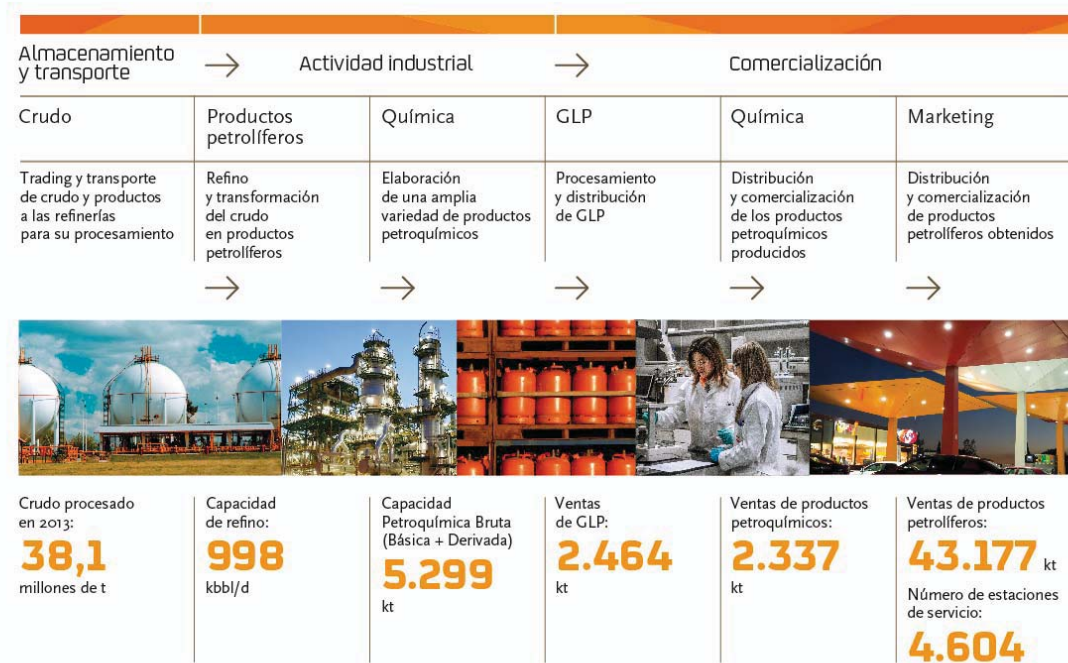 Almacenamiento
y transporte
→
Actividad industrial
→
Comercialización
Crudo
Productos
petrolíferos
Química
GLP
Química
Marketing
Trading y transporte
de crudo y productos
a las refinerías
para su procesamiento
Refino
y transformación
del crudo
en productos
petrolíferos
Elaboración
de una amplia
variedad de productos
petroquímicos
Procesamiento
y distribución
de GLP
Distribución
y comercialización
de los productos
petroquímicos
producidos
Distribución
y comercialización
de productos
petrolíferos obtenidos
→
→
→
→
→
Crudo procesado
en 2013:
38,1
millones de t
Capacidad
de refino:
998
kbbl/d
Capacidad
Petroquímica Bruta
(Básica + Derivada)
5.299
kt
Ventas
de GLP:
2.464
kt
Ventas de productos
petroquímicos:
2.337
kt
Ventas de productos
petrolíferos:
43.177 kt
Número de estaciones
de servicio:
4.604